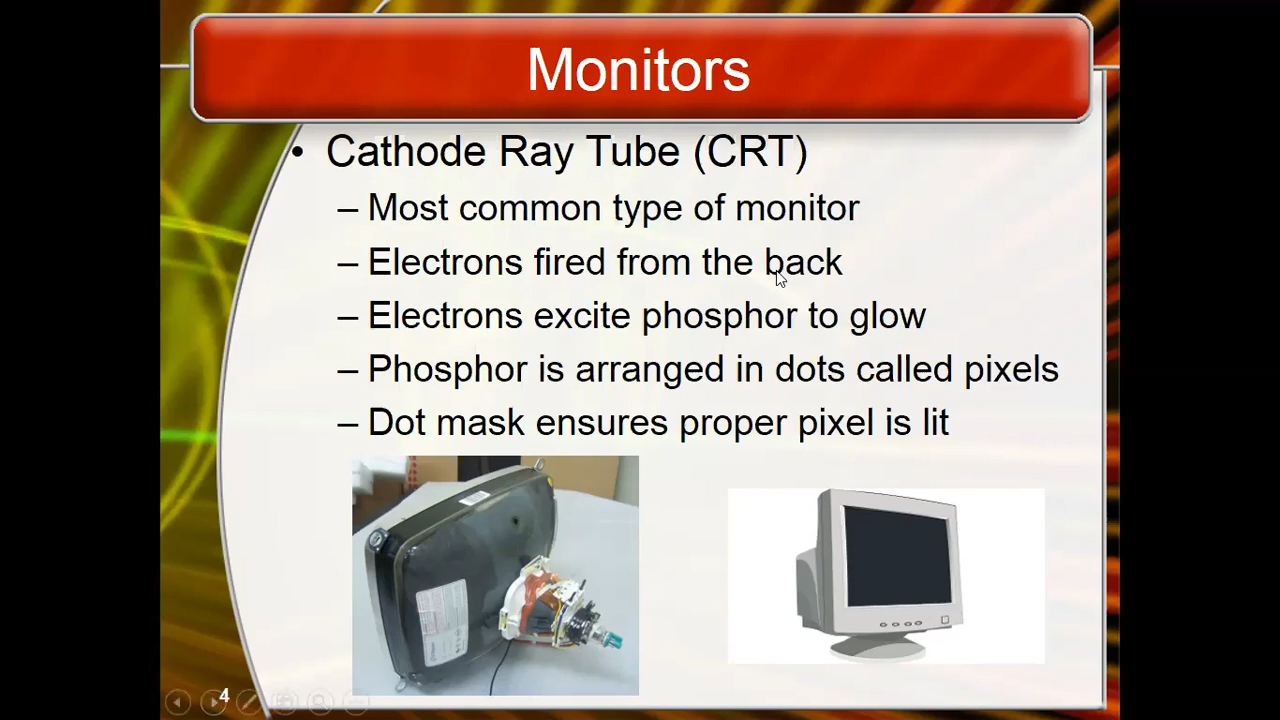 Monitors
• Cathode Ray Tube (CRT)
– Most common type of monitor
– Electrons fired from the back
– Electrons excite phosphor to glow
– Phosphor is arranged in dots called pixels
– Dot mask ensures proper pixel is lit
4